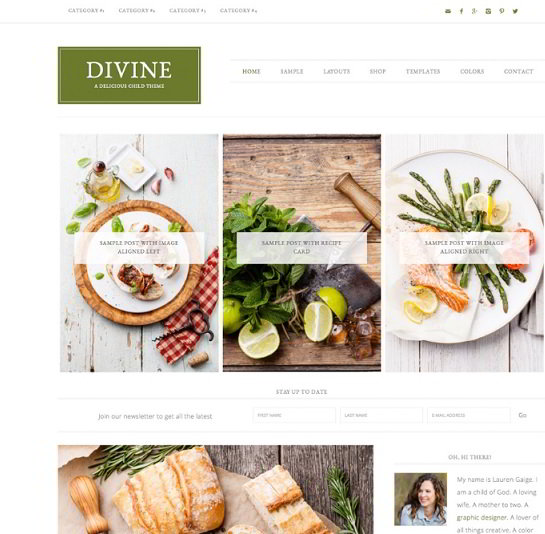 CATEGORY #1 CATEGORY #2 CATEGORY #3 CATEGORY #4
DIVINE
A DELICIOUS CHILD THEME
HOME SAMPLE LAYOUTS SHOP TEMPLATES COLORS CONTACT
SAMPLE POST WITH IMAGE
ALIGNED LEFT
SAMPLE POST WITH RECIPE
CARD
SAMPLE POST WITH IMAGE
ALIGNED RIGHT
STAY UP TO DATE
Join our newsletter to get all the latest
FIRST NAME LAST NAME E-MAIL ADDRESS Go
OH, HI THERE!
My name is Lauren Gaige. I
am a child of God. A loving
wife. A mother to two. A
graphic designer. A lover of
all things creative. A color